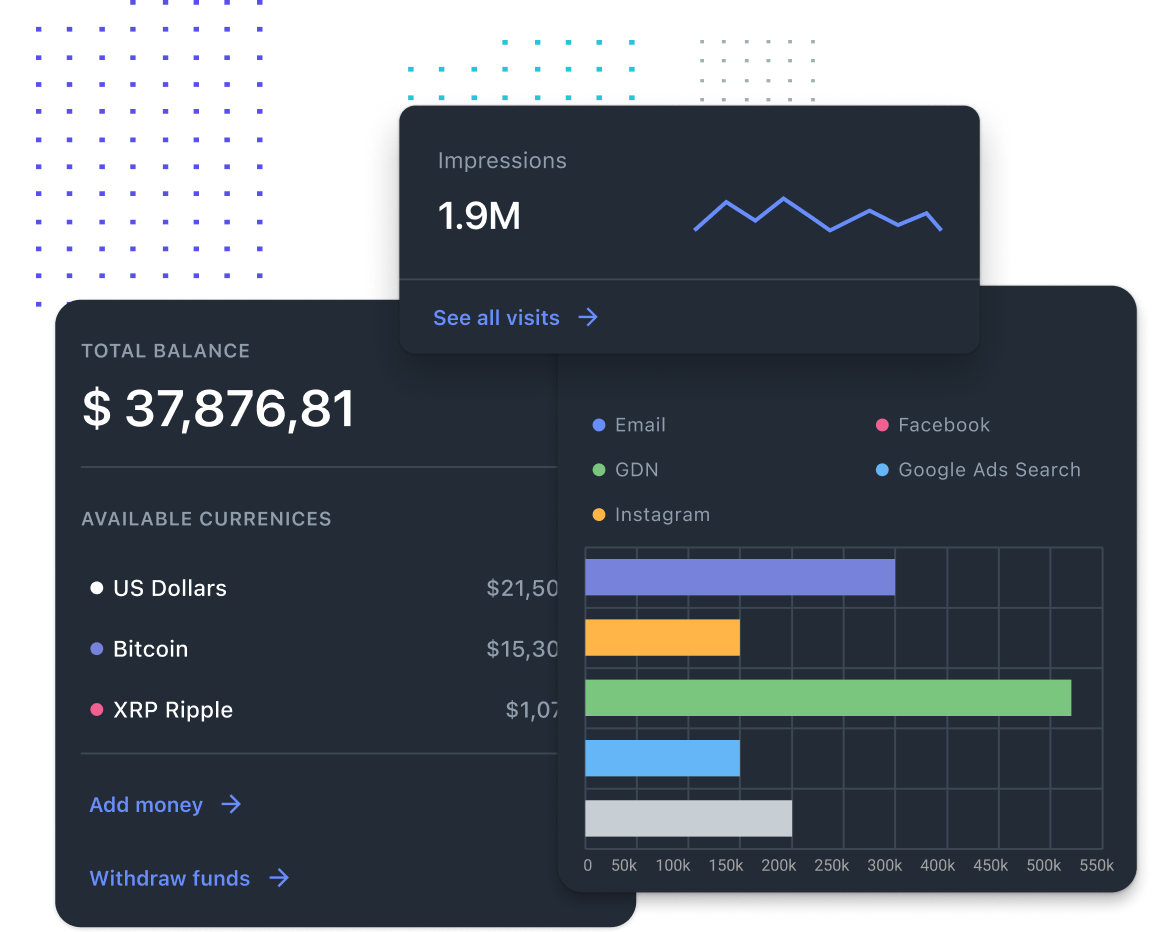 Impressions
1.9M
See all visits
TOTAL BALANCE
$ 37,876,81
AVAILABLE CURRENICES
US Dollars $21,50
Bitcoin $15,30
XRP Ripple $1,07
Add money
Withdraw funds
Email Facebook
GDN Google Ads Search
Instagram
0 50k 100k 150k 200k 250k 300k 400k 450k 500k 550k